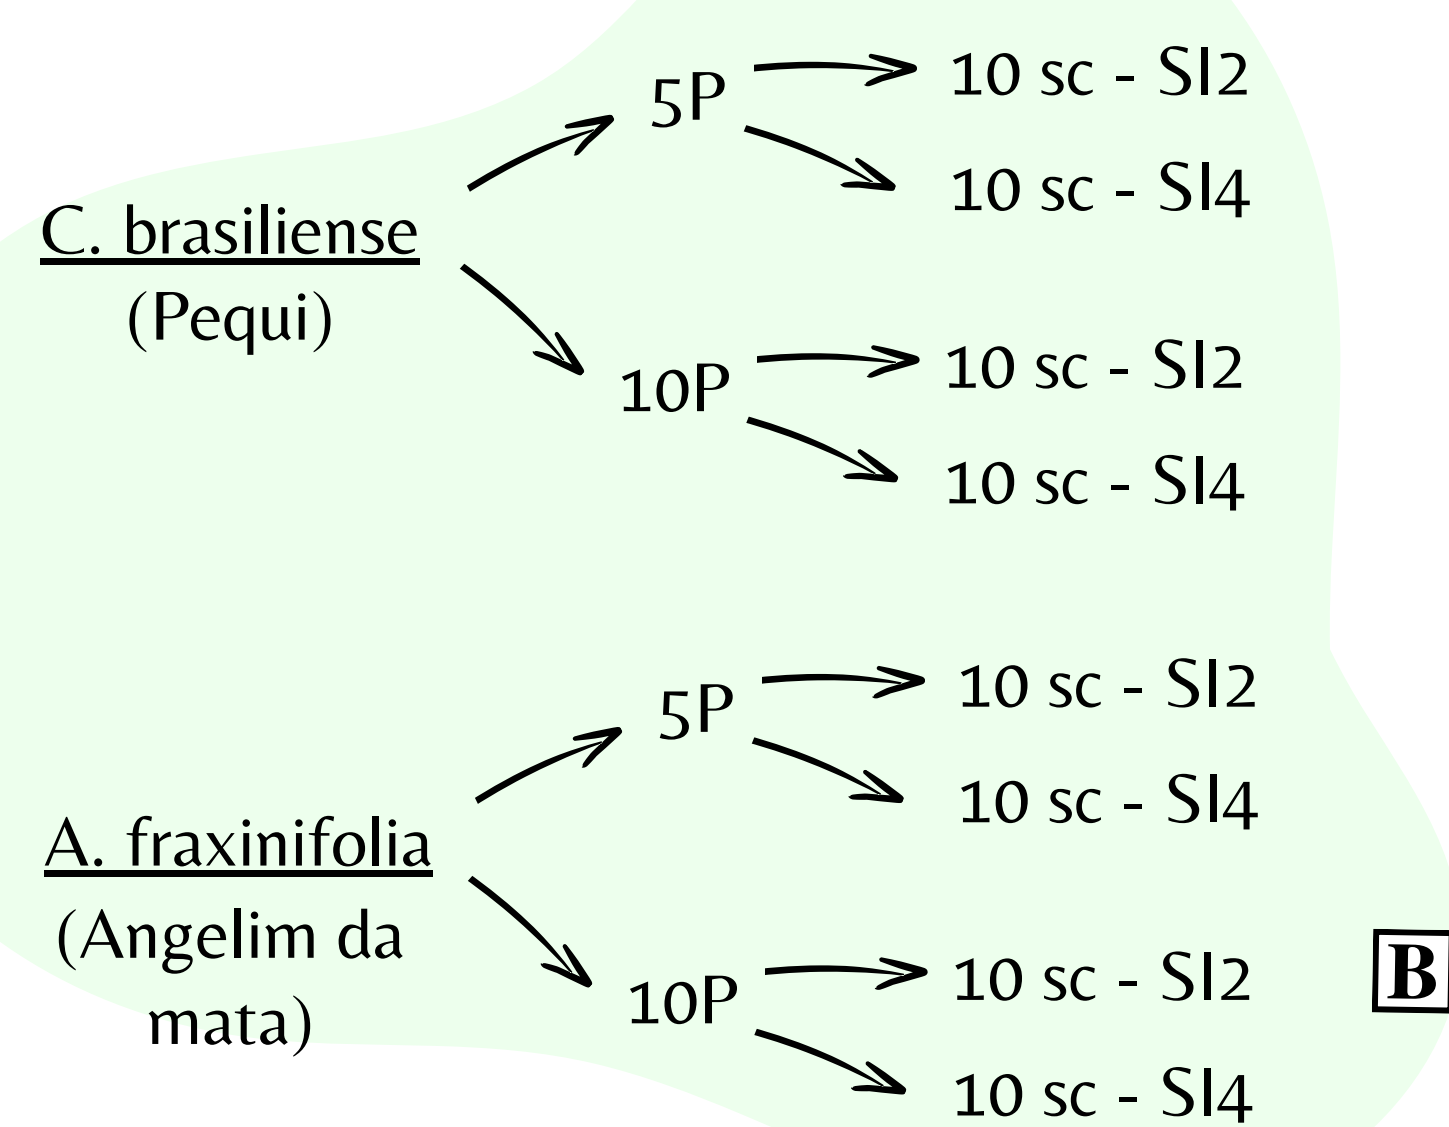 C. brasiliense
(Pequi)
5P
10 sc - SI2
10 sc - SI4
10P
10 sc - SI2
10 sc - SI4
A. fraxinifolia
(Angelim da
mata)
5P
10 sc - SI2
10 sc - SI4
10P
10 sc - SI2
10 sc - SI4
B